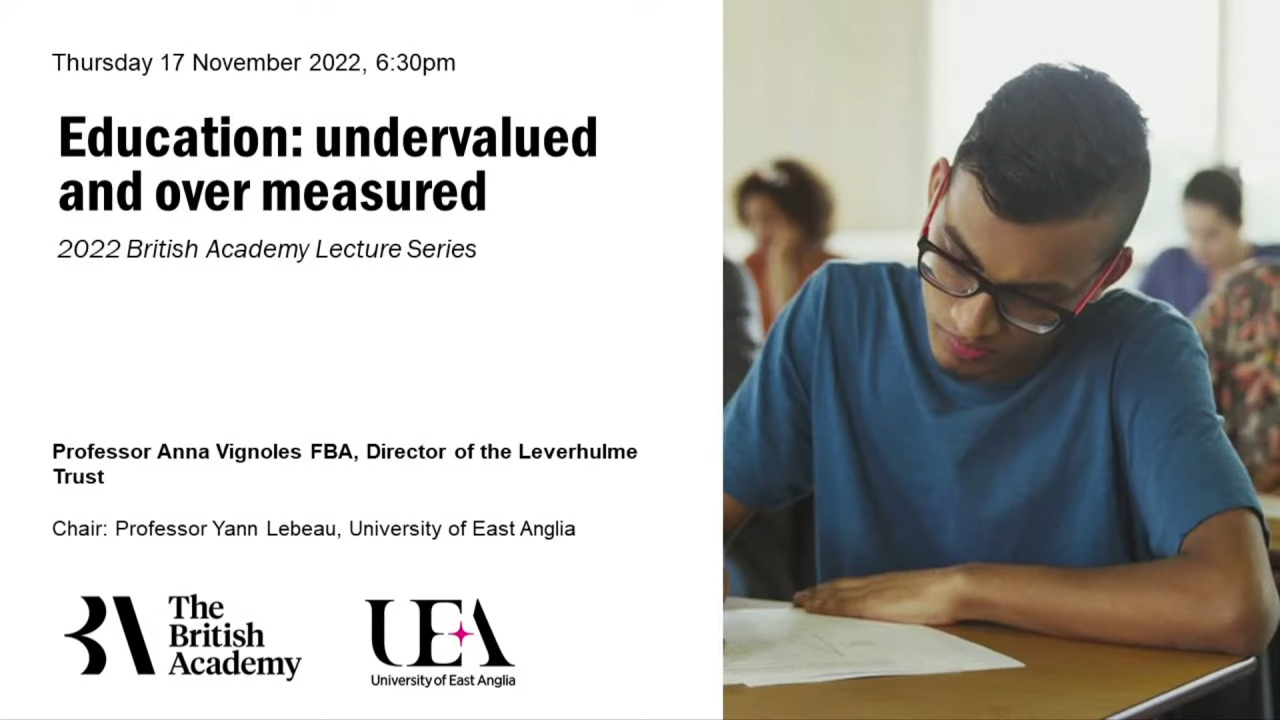 Thursday 17 November 2022, 6:30pm
Education: undervalued
and over measured
2022 British Academy Lecture Series
Professor Anna Vignoles FBA, Director of the Leverhulme
Trust
Chair: Professor Yann Lebeau, University of East Anglia
The
British
Academy
UEA
University of East Anglia